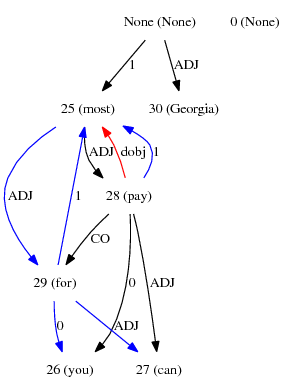 None (None) 0 (None)
1 ADJ
25 (most) 30 (Georgia)
ADJ ADJ dobj 1
1 28 (pay)
CO
29 (for) 0 ADJ
0 ADJ
26 (you) 27 (can)